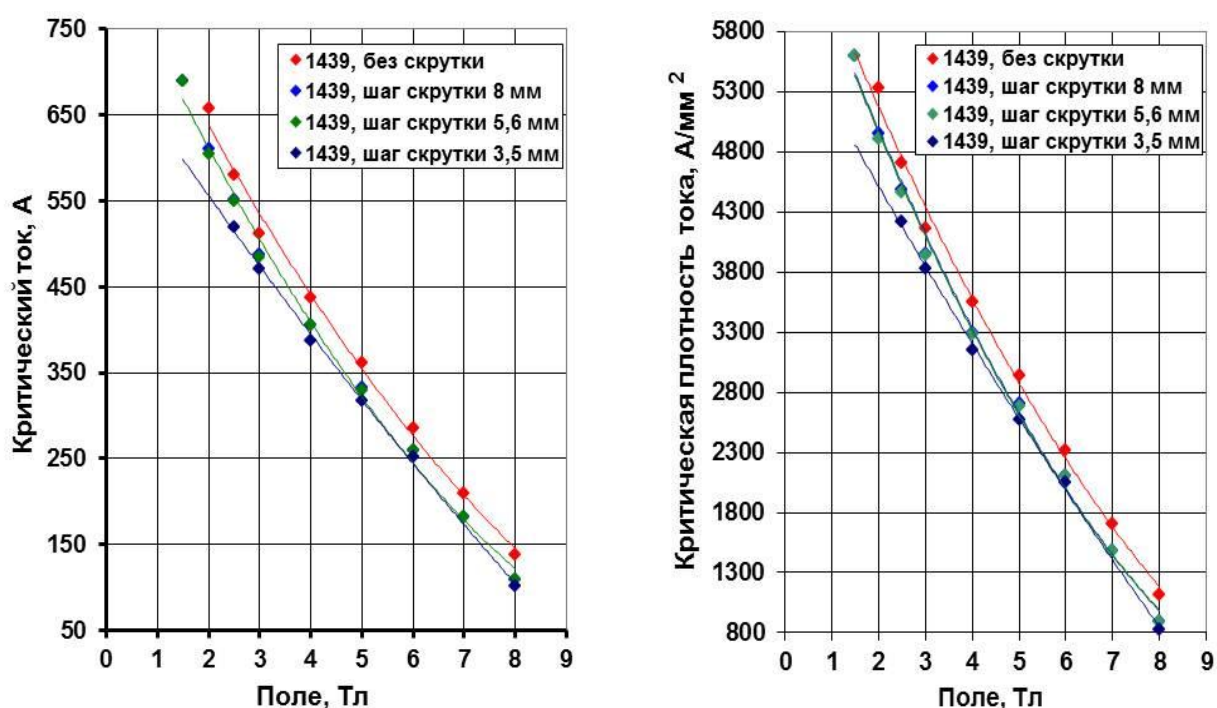 Критический ток, А
750
650
550
450
350
250
150
50
1439, без скрутки
1439, шаг скрутки 8 мм
1439, шаг скрутки 5,6 мм
1439, шаг скрутки 3,5 мм
0 1 2 3 4 5 6 7 8 9
Поле, Тл
Критическая плотность тока, А/мм²
5800
5300
4800
4300
3800
3300
2800
2300
1800
1300
800
1439, без скрутки
1439, шаг скрутки 8 мм
1439, шаг скрутки 5,6 мм
1439, шаг скрутки 3,5 мм
0 1 2 3 4 5 6 7 8 9
Поле, Тл